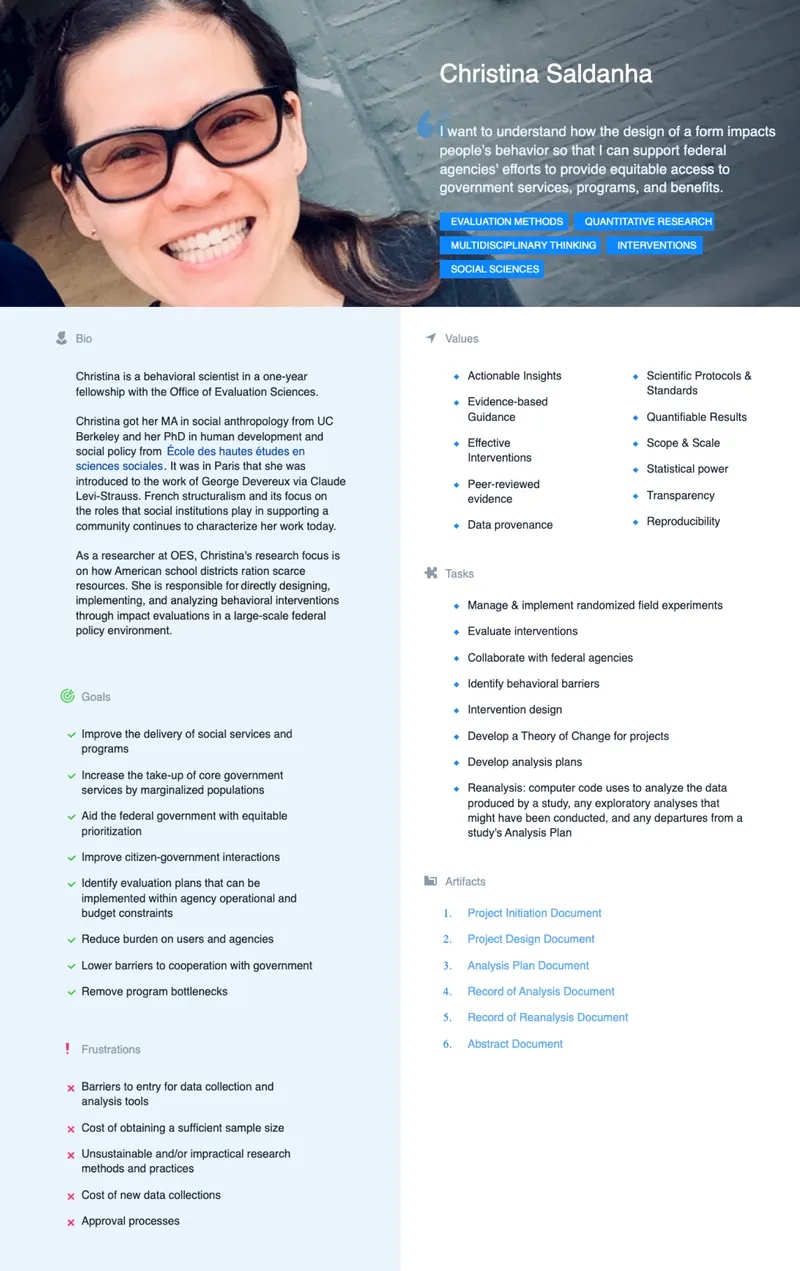 Christina Saldanha
I want to understand how the design of a form impacts
people's behavior so that I can support federal
agencies' efforts to provide equitable access to
government services, programs, and benefits.
EVALUATION METHODS
QUANTITATIVE RESEARCH
MULTIDISCIPLINARY THINKING
INTERVENTIONS
SOCIAL SCIENCES
Bio
Christina is a behavioral scientist in a one-year
fellowship with the Office of Evaluation Sciences.
Christina got her MA in social anthropology from UC
Berkeley and her PhD in human development and
social policy from École des hautes études en
sciences sociales. It was in Paris that she was
introduced to the work of George Devereux via Claude
Levi-Strauss. French structuralism and its focus on
the roles that social institutions play in supporting a
community continues to characterize her work today.
As a researcher at OES, Christina's research focus is
on how American school districts ration scarce
resources. She is responsible for directly designing,
implementing, and analyzing behavioral interventions
through impact evaluations in a large-scale federal
policy environment.
Goals
Improve the delivery of social services and
programs
Increase the take-up of core government
services by marginalized populations
Aid the federal government with equitable
prioritization
Improve citizen-government interactions
Identify evaluation plans that can be
implemented within agency operational and
budget constraints
Reduce burden on users and agencies
Lower barriers to cooperation with government
Remove program bottlenecks
Frustrations
Barriers to entry for data collection and
analysis tools
Cost of obtaining a sufficient sample size
Unsustainable and/or impractical research
methods and practices
Cost of new data collections
Approval processes
Values
Actionable Insights
Evidence-based
Guidance
Effective
Interventions
Peer-reviewed
evidence
Data provenance
Scientific Protocols &
Standards
Quantifiable Results
Scope & Scale
Statistical power
Transparency
Reproducibility
Tasks
Manage & implement randomized field experiments
Evaluate interventions
Collaborate with federal agencies
Identify behavioral barriers
Intervention design
Develop a Theory of Change for projects
Develop analysis plans
Reanalysis: computer code uses to analyze the data
produced by a study, any exploratory analyses that
might have been conducted, and any departures from a
study's Analysis Plan
Artifacts
1. Project Initiation Document
2. Project Design Document
3. Analysis Plan Document
4. Record of Analysis Document
5. Record of Reanalysis Document
6. Abstract Document